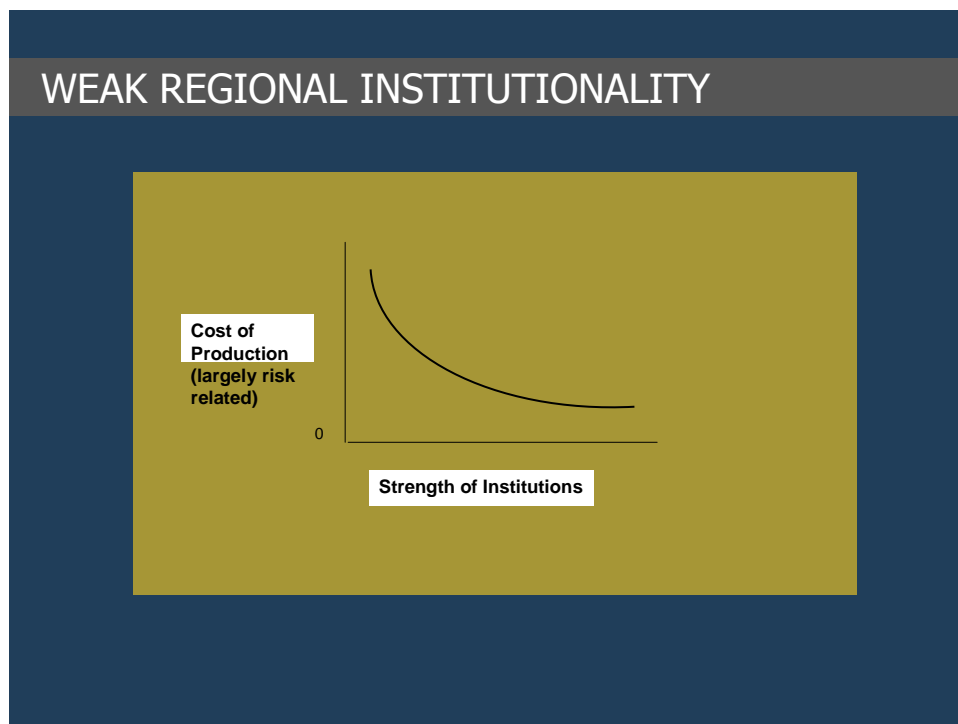 WEAK REGIONAL INSTITUTIONALITY
Cost of
Production
(largely risk
related)
0
Strength of Institutions